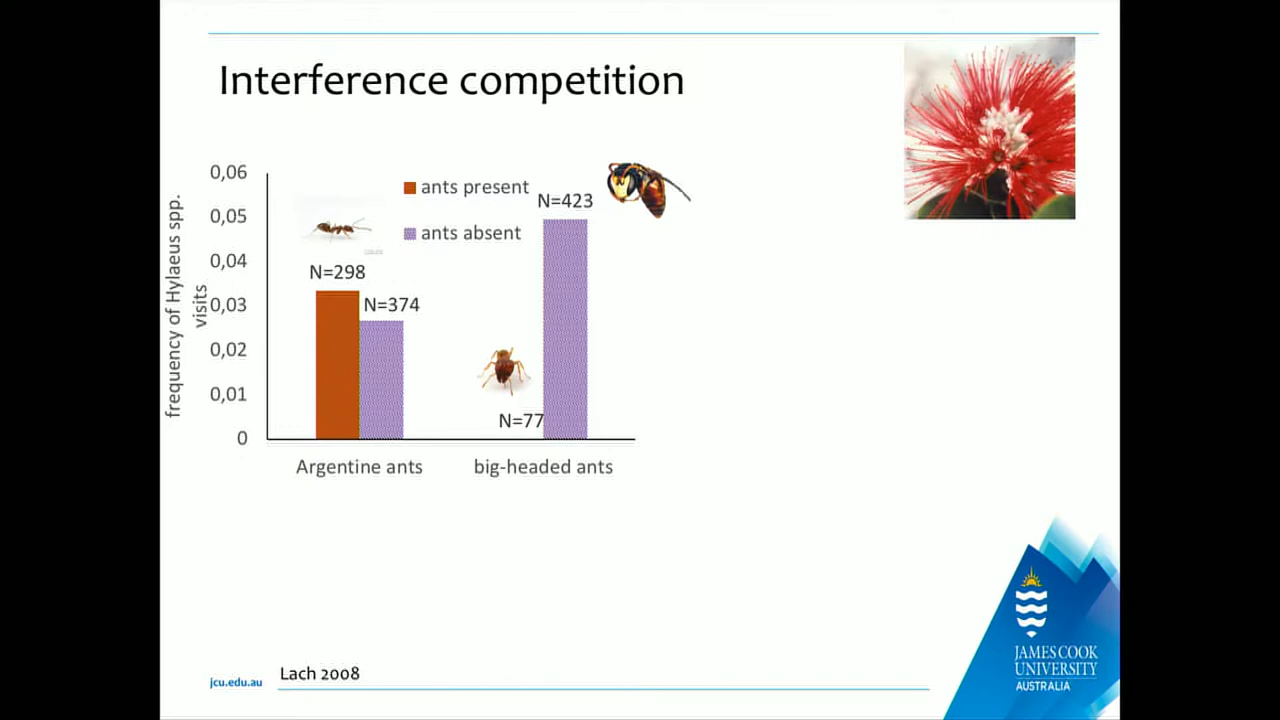 Interference competition
frequency of Hylaeus spp.
visits
0,06
0,05
0,04
0,03
0,02
0,01
0
ants present
ants absent
N=298
N=374
N=423
N=77
Argentine ants
big-headed ants
Lach 2008
jcu.edu.au
JAMES COOK
UNIVERSITY
AUSTRALIA